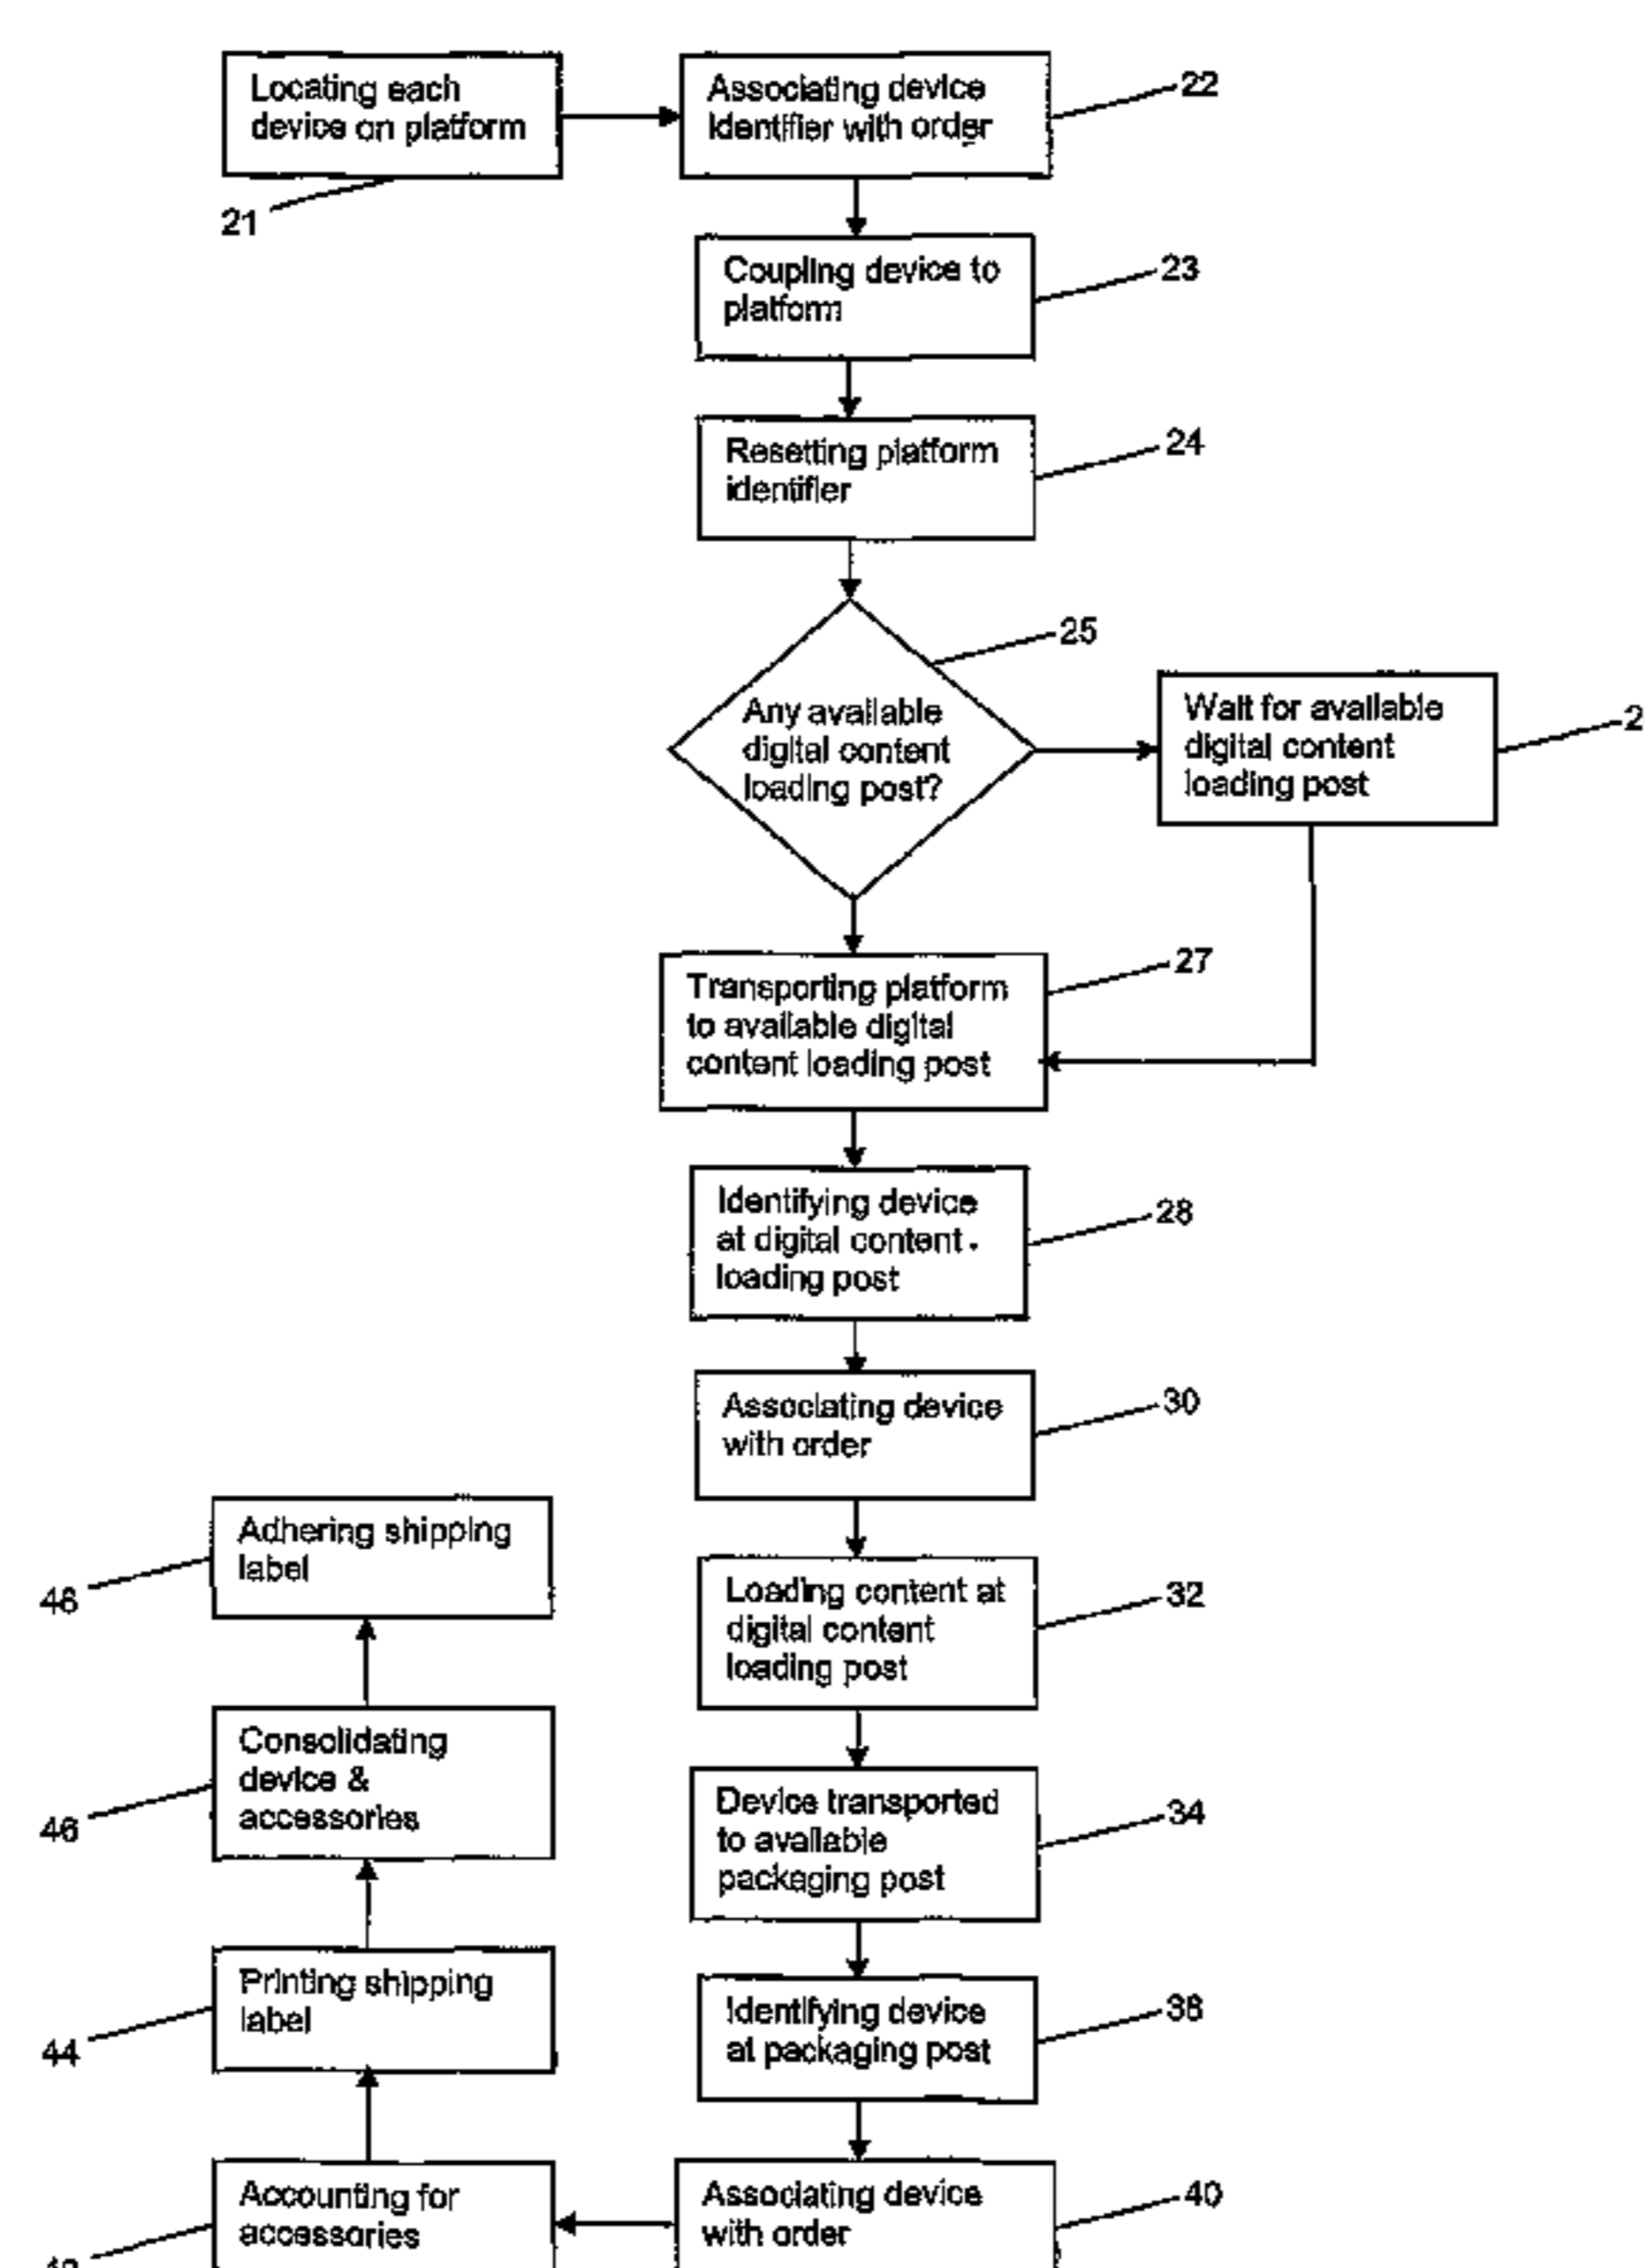 Locating each
device on platform
21
Associating device
identifier with order
22
Coupling device to
platform
23
Resetting platform
identifier
24
Any available
digital content
loading post?
25
Wait for available
digital content
loading post
2
Transporting platform
to available digital
content loading post
27
Identifying device
at digital content
loading post
28
Associating device
with order
30
Loading content at
digital content
loading post
32
Device transported
to available
packaging post
34
Identifying device
at packaging post
38
Associating device
with order
40
Accounting for
accessories
Printing shipping
label
44
Consolidating
device &
accessories
46
Adhering shipping
label
48